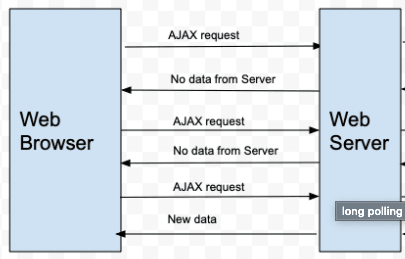 AJAX request
No data from Server
AJAX request
No data from Server
AJAX request
New data
Web
Browser
Web
Server
long polling